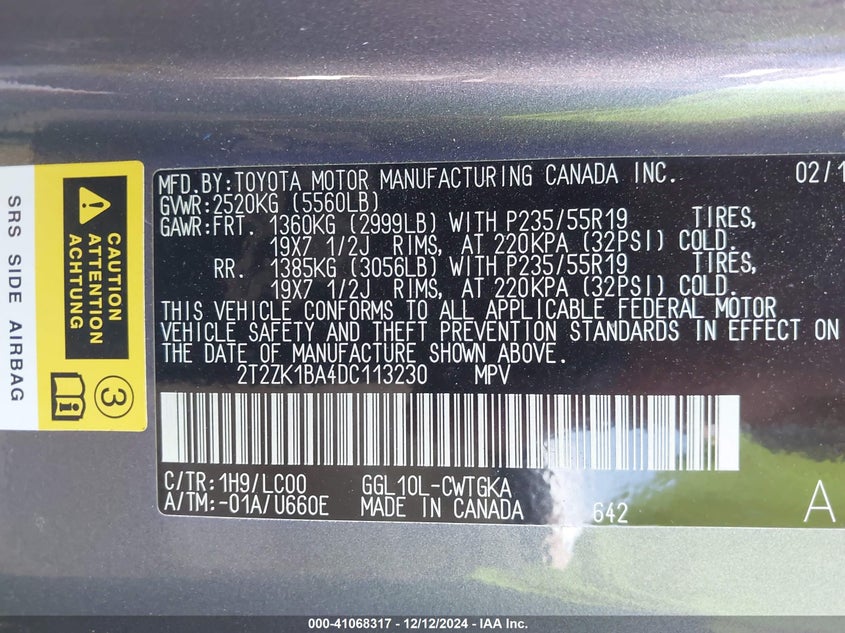 SRS SIDE AIRBAG
CAUTION
ATTENTION
ACHTUNG
3
MFD.BY:TOYOTA MOTOR MANUFACTURING CANADA INC. 02/1
GVWR:2520KG (5560LB)
GAWR:FRT. 1360KG (2999LB) WITH P235/55R19 TIRES,
19X7 1/2J RIMS, AT 220KPA (32PSI) COLD.
RR. 1385KG (3056LB) WITH P235/55R19 TIRES,
19X7 1/2J RIMS, AT 220KPA (32PSI) COLD.
THIS VEHICLE CONFORMS TO ALL APPLICABLE FEDERAL MOTOR
VEHICLE SAFETY AND THEFT PREVENTION STANDARDS IN EFFECT ON
THE DATE OF MANUFACTURE SHOWN ABOVE.
2T2ZK1BA4DC113230 MPV
C/TR:1H9/LC00 GGL10L-CWTGKA
A/TM:-01A/U660E MADE IN CANADA 642 A
000-41068317 - 12/12/2024 - IAA Inc.